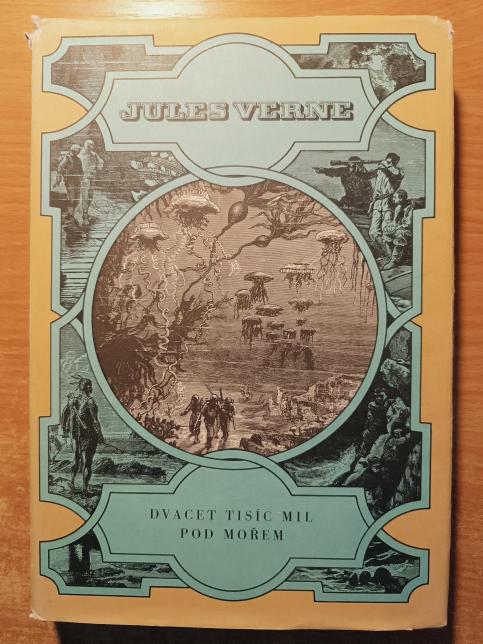 JULES VERNE
DVACET TISÍC MIL
POD MOŘEM